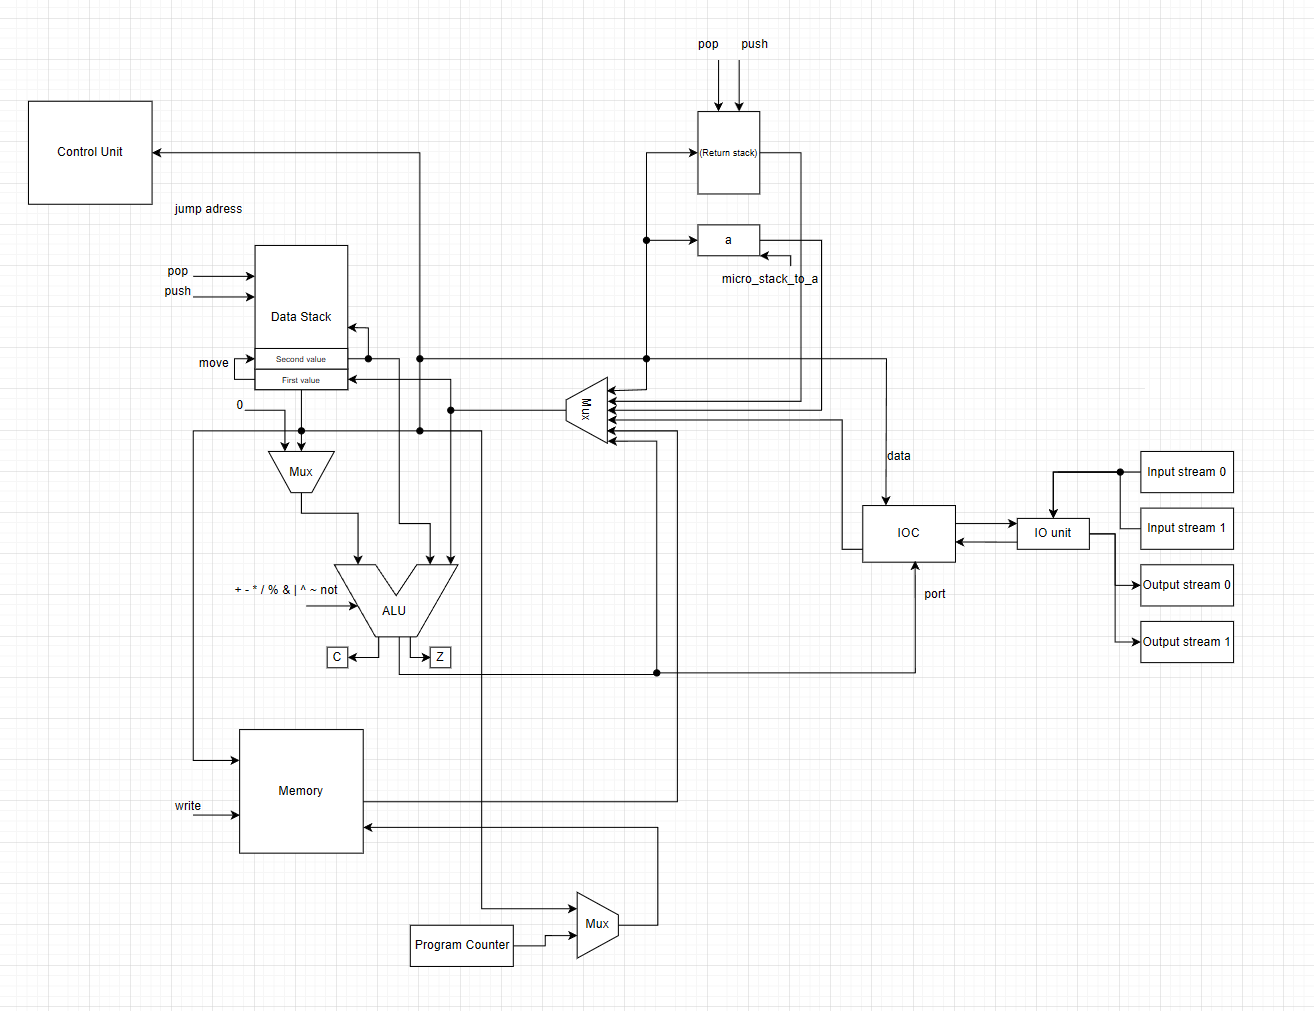 pop
push
Control Unit
(Return stack)
jump adress
a
pop
micro_stack_to_a
push
Data Stack
Second value
move
First value
0
Mux
data
Mux
Input stream 0
Input stream 1
IOC
IO unit
+ - * / % & | ^ ~ not
port
Output stream 0
ALU
Output stream 1
C
Z
Memory
write
Mux
Program Counter